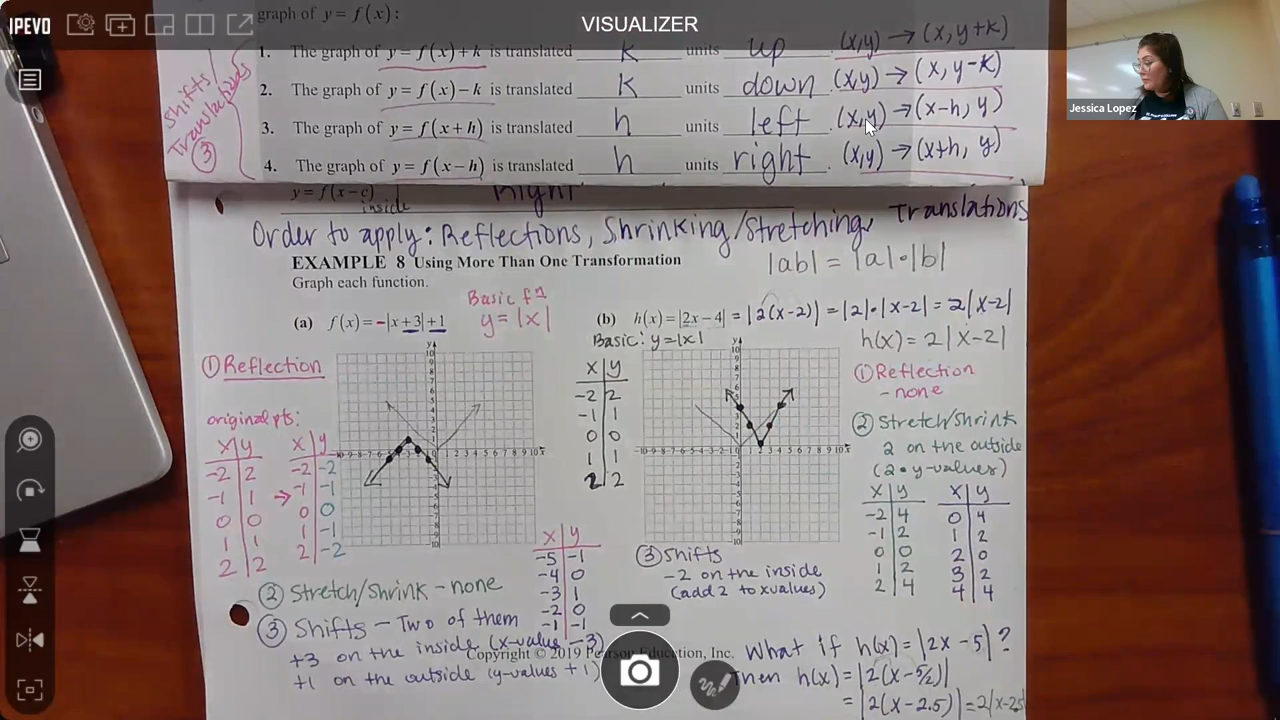 IPEVO
VISUALIZER
Jessica Lopez
graph of y = f(x):
Shifts/
Translations
③
1. The graph of y = f(x) + k is translated k units up (x,y) → (x, y+k)
2. The graph of y = f(x) − k is translated k units down. (x,y) → (x, y−k)
3. The graph of y = f(x + h) is translated h units left. (x,y) → (x−h, y)
4. The graph of y = f(x − h) is translated h units right. (x,y) → (x+h, y)
y = f(x − c) right
inside
Order to apply: Reflections, Shrinking/Stretching, Translations
EXAMPLE 8 Using More Than One Transformation
|ab| = |a|•|b|
Graph each function.
Basic fn
y = |x|
(a) f(x) = −|x + 3| + 1
(b) h(x) = |2x − 4| = |2(x−2)| = |2|•|x−2| = 2|x−2|
Basic: y = |x|
h(x) = 2|x−2|
① Reflection
original pts:
x y
−2 2
−1 1
0 0
1 1
2 2
→
x y
−2 −2
−1 −1
0 0
1 −1
2 −2
② Stretch/Shrink - none
③ Shifts - Two of them
+3 on the inside (x-value −3)
+1 on the outside (y-values +1)
x y
−5 −1
−4 0
−3 1
−2 0
−1 −1
x y
−2 2
−1 1
0 0
1 1
2 2
① Reflection
- none
② Stretch/Shrink
2 on the outside
(2•y-values)
x y
−2 4
−1 2
0 0
1 2
2 4
x y
0 4
1 2
2 0
3 2
4 4
③ Shifts
−2 on the inside
(add 2 to x values)
Copyright © 2019 Pearson Education, Inc.
What if h(x) = |2x − 5| ?
Then h(x) = |2(x − 5/2)|
= |2(x − 2.5)| = 2|x−2.5|